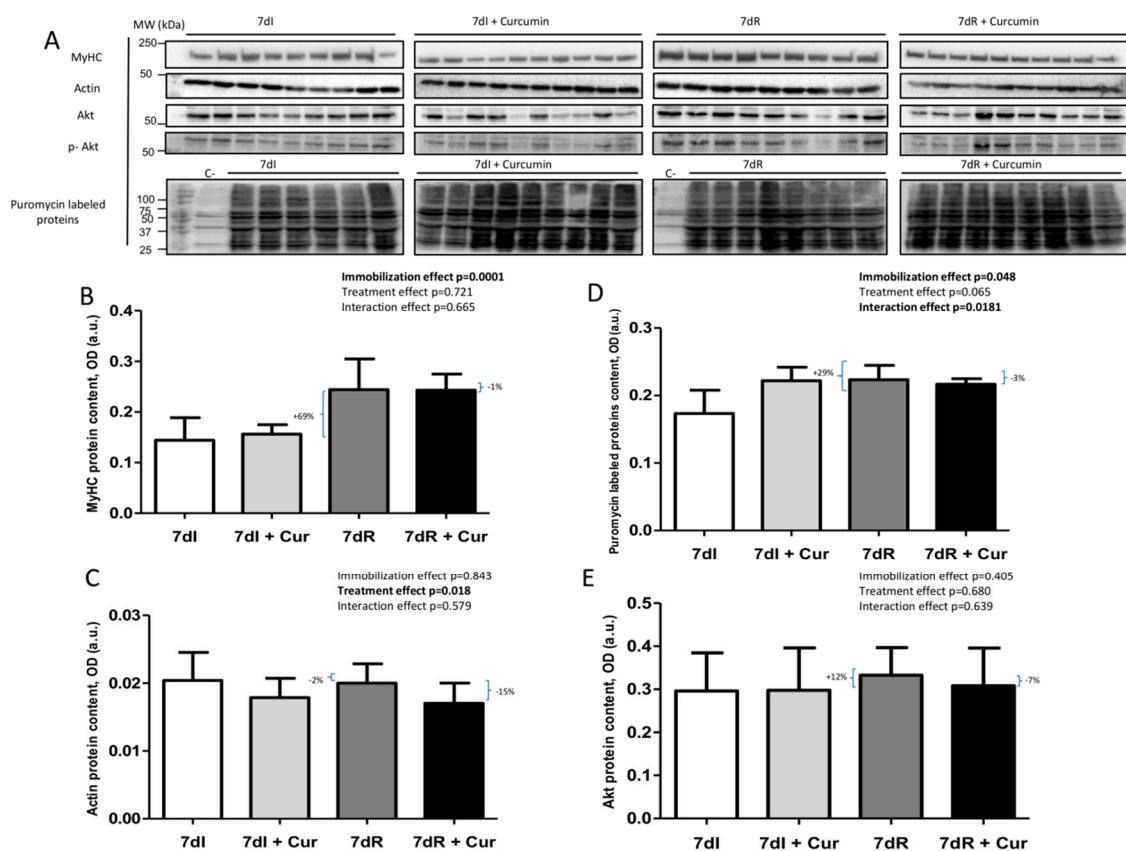 A
MW (kDa)
7dI
7dI + Curcumin
7dR
7dR + Curcumin
250
MyHC
50
Actin
Akt
50
p- Akt
50
C-
7dI
7dI + Curcumin
C-
7dR
7dR + Curcumin
Puromycin labeled
proteins
100
75
50
37
25
B
Immobilization effect p=0.0001
Treatment effect p=0.721
Interaction effect p=0.665
MyHC protein content, OD (a.u.)
0.4
0.3
0.2
0.1
0.0
+69%
-1%
7dI
7dI + Cur
7dR
7dR + Cur
D
Immobilization effect p=0.048
Treatment effect p=0.065
Interaction effect p=0.0181
Puromycin labeled proteins content, OD (a.u.)
0.3
0.2
0.1
0.0
+29%
-3%
7dI
7dI + Cur
7dR
7dR + Cur
C
Immobilization effect p=0.843
Treatment effect p=0.018
Interaction effect p=0.579
Actin protein content, OD (a.u.)
0.03
0.02
0.01
0.00
-2%
-15%
7dI
7dI + Cur
7dR
7dR + Cur
E
Immobilization effect p=0.405
Treatment effect p=0.680
Interaction effect p=0.639
Akt protein content, OD (a.u.)
0.5
0.4
0.3
0.2
0.1
0.0
+12%
-7%
7dI
7dI + Cur
7dR
7dR + Cur